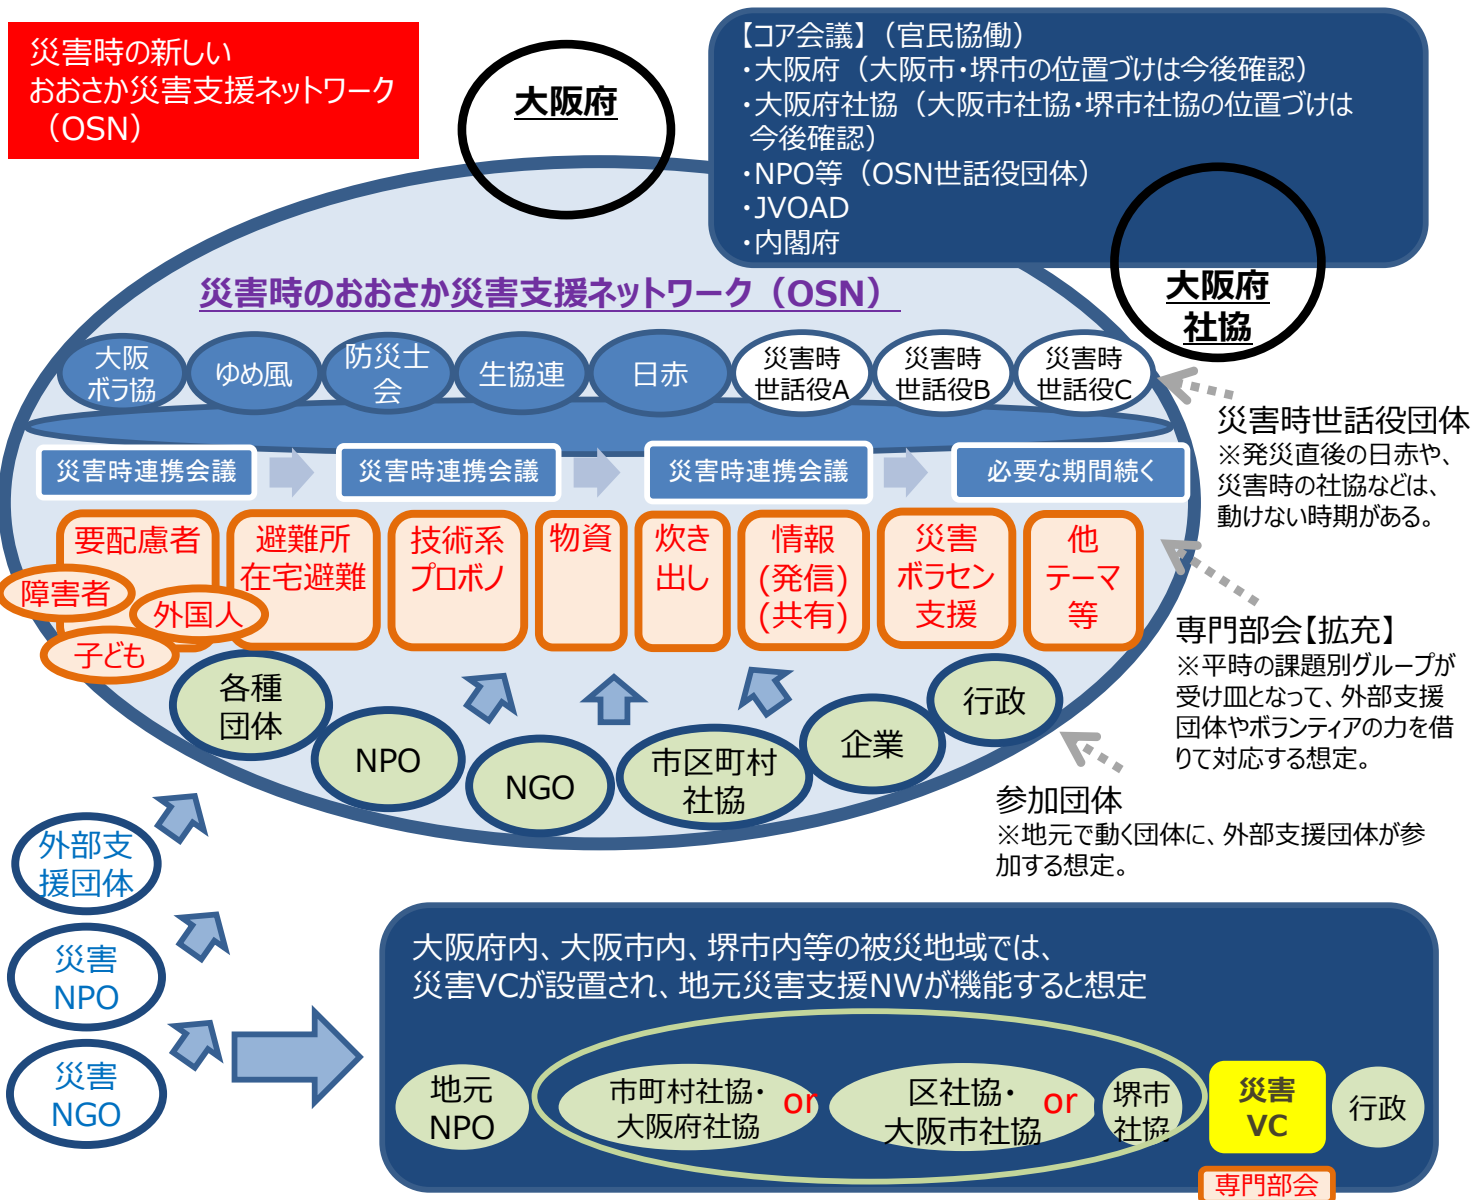 災害時の新しい
おおさか災害支援ネットワーク
（OSN）
大阪府
【コア会議】（官民協働）
・大阪府（大阪市・堺市の位置づけは今後確認）
・大阪府社協（大阪市社協・堺市社協の位置づけは
今後確認）
・NPO等（OSN世話役団体）
・JVOAD
・内閣府
大阪府
社協
災害時のおおさか災害支援ネットワーク（OSN）
大阪
ボラ協
ゆめ風
防災士
会
生協連
日赤
災害時
世話役A
災害時
世話役B
災害時
世話役C
災害時世話役団体
※発災直後の日赤や、
災害時の社協などは、
動けない時期がある。
災害時連携会議
災害時連携会議
災害時連携会議
必要な期間続く
要配慮者
障害者
外国人
子ども
避難所
在宅避難
技術系
プロボノ
物資
炊き
出し
情報
(発信)
(共有)
災害
ボラセン
支援
他
テーマ
等
専門部会【拡充】
※平時の課題別グループが
受け皿となって、外部支援
団体やボランティアの力を借
りて対応する想定。
各種
団体
NPO
NGO
市区町村
社協
企業
行政
参加団体
※地元で動く団体に、外部支援団体が参
加する想定。
外部支
援団体
災害
NPO
災害
NGO
大阪府内、大阪市内、堺市内等の被災地域では、
災害VCが設置され、地元災害支援NWが機能すると想定
地元
NPO
市町村社協・
大阪府社協
or
区社協・
大阪市社協
or
堺市
社協
災害
VC
行政
専門部会